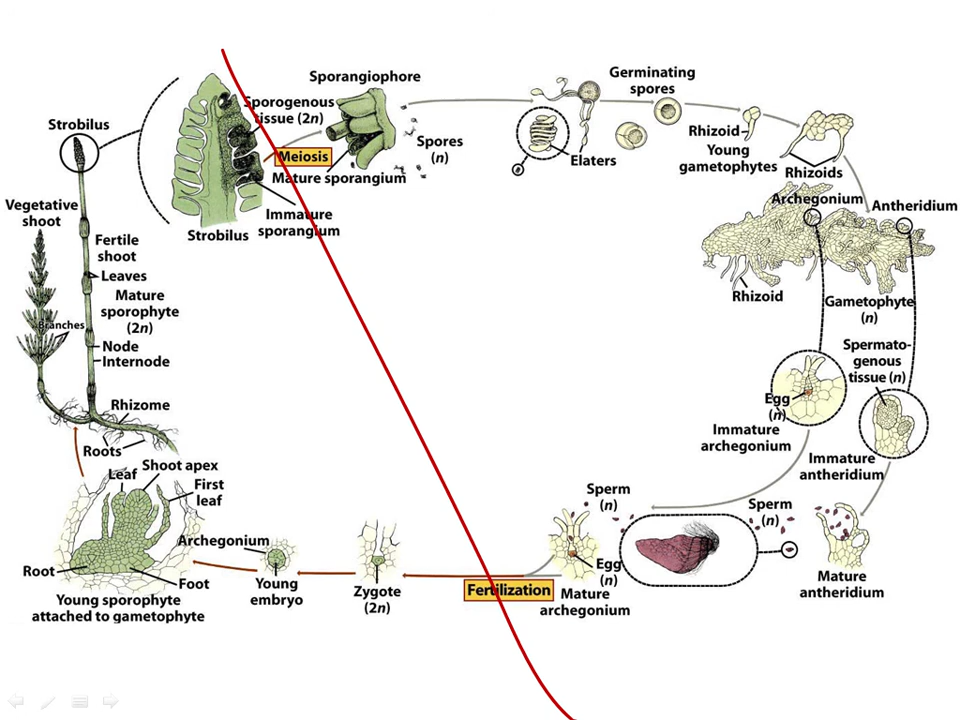 Sporangiophore
Sporogenous
tissue (2n)
Strobilus
Meiosis
Spores
(n)
Mature sporangium
Immature
sporangium
Strobilus
Germinating
spores
Elaters
Rhizoid
Young
gametophytes
Rhizoids
Archegonium
Antheridium
Rhizoid
Gametophyte
(n)
Vegetative
shoot
Fertile
shoot
Leaves
Mature
sporophyte
(2n)
Branches
Node
Internode
Rhizome
Roots
Spermato-
genous
tissue (n)
Egg
(n)
Immature
archegonium
Immature
antheridium
Leaf
Shoot apex
First
leaf
Archegonium
Root
Foot
Young sporophyte
attached to gametophyte
Young
embryo
Zygote
(2n)
Fertilization
Sperm
(n)
Egg
(n)
Mature
archegonium
Sperm
(n)
Mature
antheridium